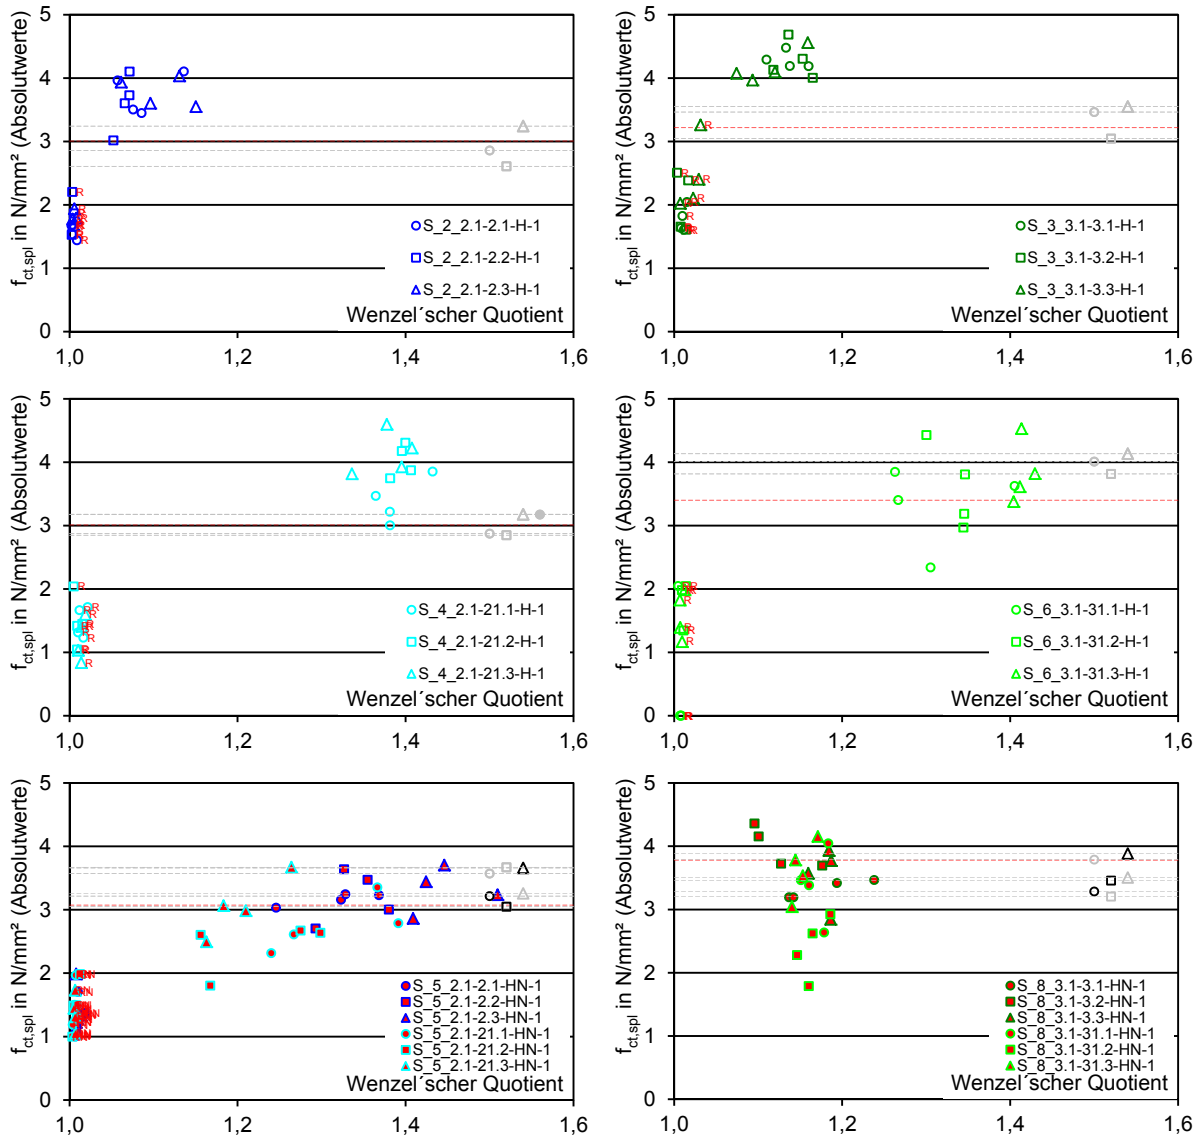 f_ct,spl in N/mm² (Absolutwerte)
5
4
3
2
1
0
1,0
1,2
1,4
1,6
Wenzel´scher Quotient
S_2_2.1-2.1-H-1
S_2_2.1-2.2-H-1
S_2_2.1-2.3-H-1
R
f_ct,spl in N/mm² (Absolutwerte)
5
4
3
2
1
0
1,0
1,2
1,4
1,6
Wenzel´scher Quotient
S_3_3.1-3.1-H-1
S_3_3.1-3.2-H-1
S_3_3.1-3.3-H-1
R
f_ct,spl in N/mm² (Absolutwerte)
5
4
3
2
1
0
1,0
1,2
1,4
1,6
Wenzel´scher Quotient
S_4_2.1-21.1-H-1
S_4_2.1-21.2-H-1
S_4_2.1-21.3-H-1
R
f_ct,spl in N/mm² (Absolutwerte)
5
4
3
2
1
0
1,0
1,2
1,4
1,6
Wenzel´scher Quotient
S_6_3.1-31.1-H-1
S_6_3.1-31.2-H-1
S_6_3.1-31.3-H-1
R
f_ct,spl in N/mm² (Absolutwerte)
5
4
3
2
1
0
1,0
1,2
1,4
1,6
Wenzel´scher Quotient
S_5_2.1-2.1-HN-1
S_5_2.1-2.2-HN-1
S_5_2.1-2.3-HN-1
S_5_2.1-21.1-HN-1
S_5_2.1-21.2-HN-1
S_5_2.1-21.3-HN-1
f_ct,spl in N/mm² (Absolutwerte)
5
4
3
2
1
0
1,0
1,2
1,4
1,6
Wenzel´scher Quotient
S_8_3.1-3.1-HN-1
S_8_3.1-3.2-HN-1
S_8_3.1-3.3-HN-1
S_8_3.1-31.1-HN-1
S_8_3.1-31.2-HN-1
S_8_3.1-31.3-HN-1